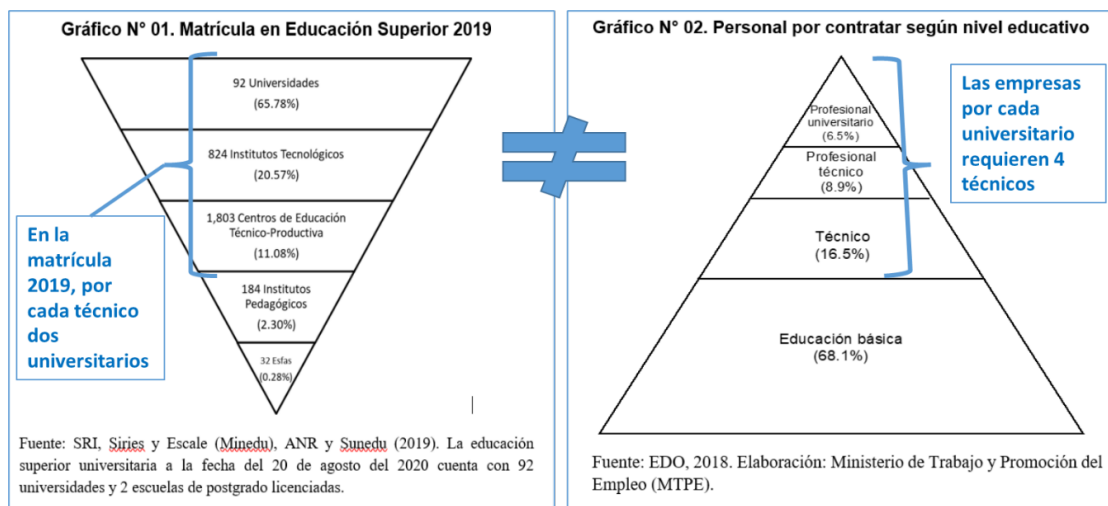 Gráfico N° 01. Matrícula en Educación Superior 2019
92 Universidades
(65.78%)
824 Institutos Tecnológicos
(20.57%)
1,803 Centros de Educación
Técnico-Productiva
(11.08%)
184 Institutos
Pedagógicos
(2.30%)
32 Esfas
(0.28%)
En la
matrícula
2019, por
cada técnico
dos
universitarios
Fuente: SRI, Siries y Escale (Minedu), ANR y Sunedu (2019). La educación
superior universitaria a la fecha del 20 de agosto del 2020 cuenta con 92
universidades y 2 escuelas de postgrado licenciadas.
≠
Gráfico N° 02. Personal por contratar según nivel educativo
Profesional
universitario
(6.5%)
Profesional
técnico
(8.9%)
Técnico
(16.5%)
Educación básica
(68.1%)
Las empresas
por cada
universitario
requieren 4
técnicos
Fuente: EDO, 2018. Elaboración: Ministerio de Trabajo y Promoción del
Empleo (MTPE).